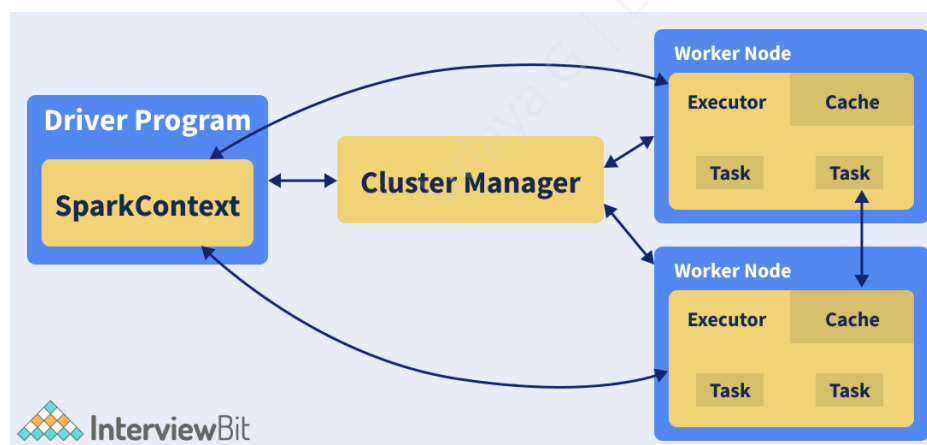 Driver Program
SparkContext
Cluster Manager
Worker Node
Executor
Cache
Task
Task
Worker Node
Executor
Cache
Task
Task
InterviewBit